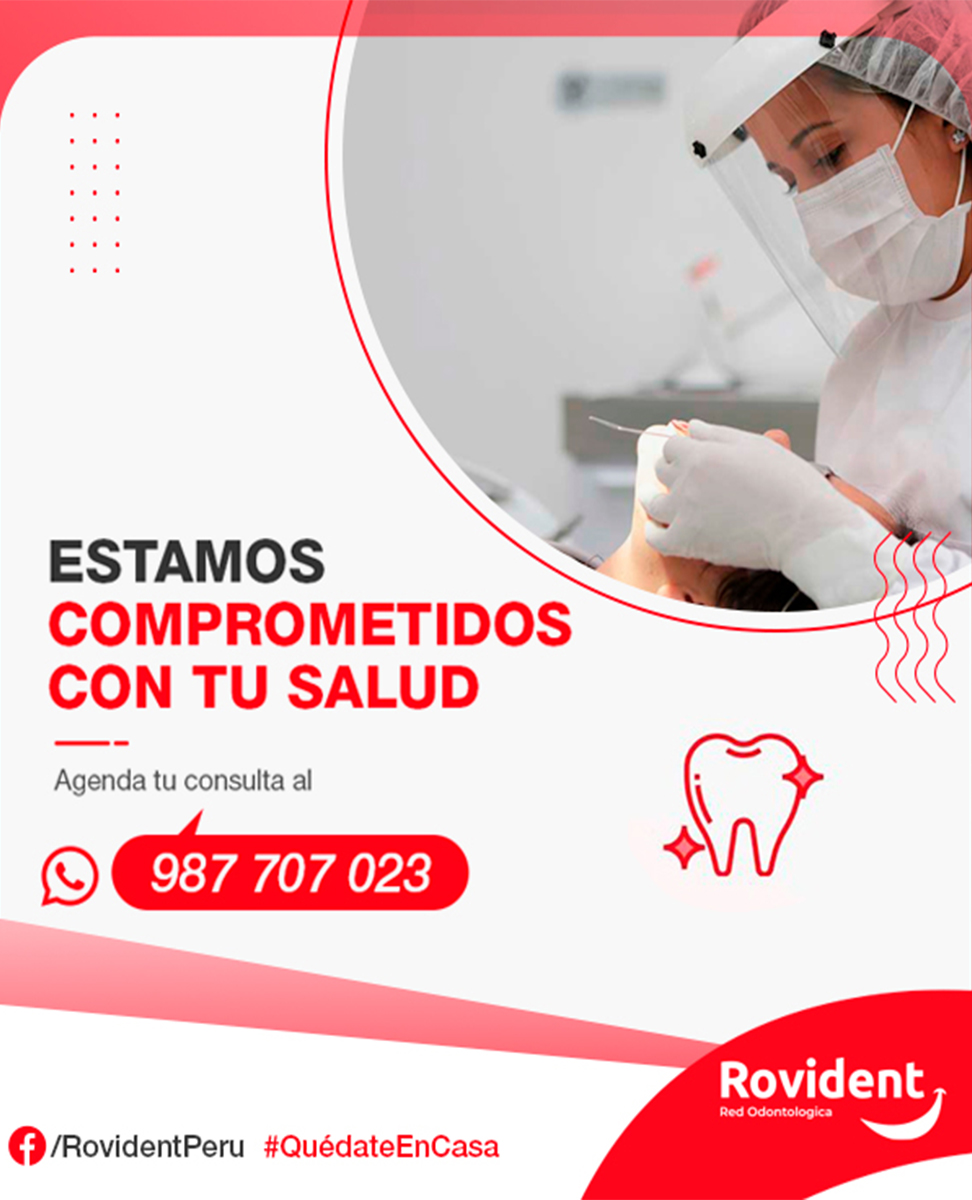 ESTAMOS
COMPROMETIDOS
CON TU SALUD
Agenda tu consulta al
987 707 023
Rovident
Red Odontologica
/RovidentPeru #QuédateEnCasa